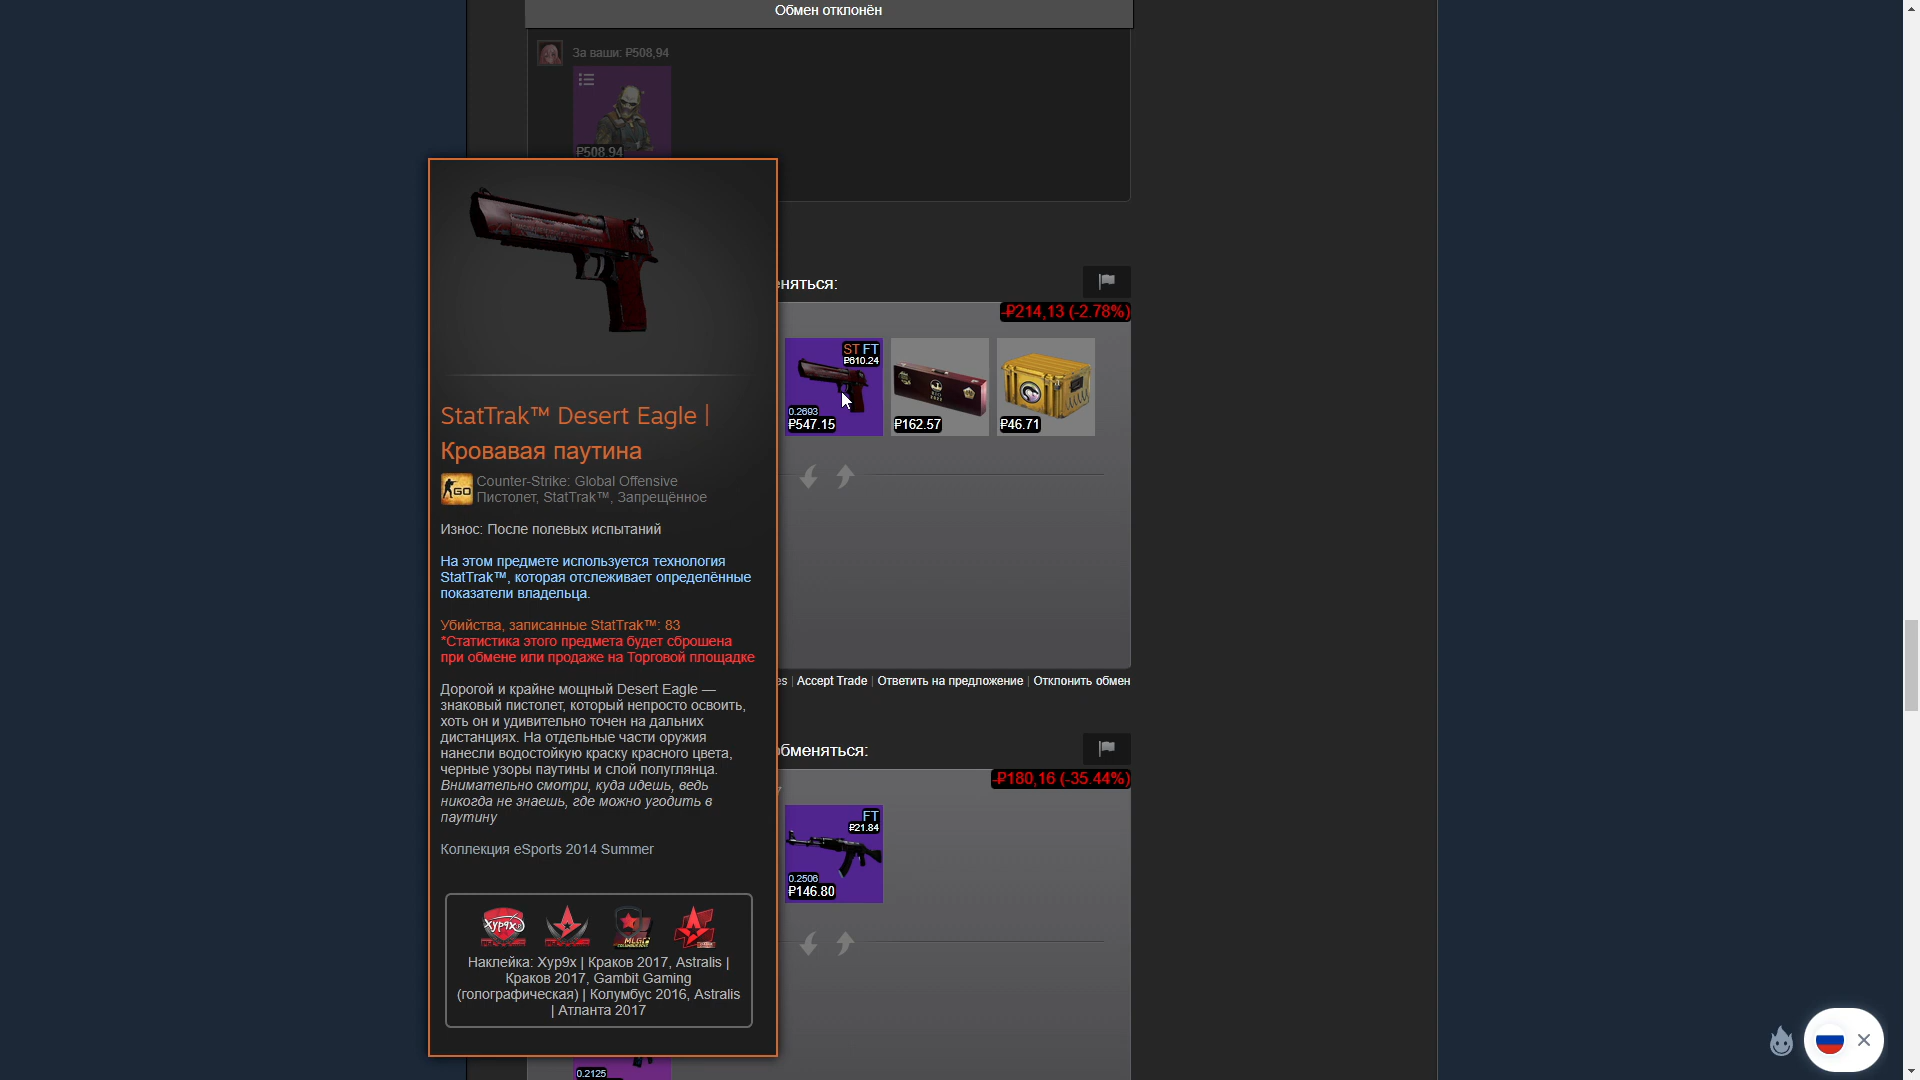 Обмен отклонён
За ваши: ₽508,94
₽508.94
няться:
-₽214,13 (-2.78%)
ST FT
₽610.24
0.2693
₽547.15
₽162.57
₽46.71
StatTrak™ Desert Eagle |
Кровавая паутина
GO
Counter-Strike: Global Offensive
Пистолет, StatTrak™, Запрещённое
Износ: После полевых испытаний
На этом предмете используется технология
StatTrak™, которая отслеживает определённые
показатели владельца.
Убийства, записанные StatTrak™: 83
*Статистика этого предмета будет сброшена
при обмене или продаже на Торговой площадке
Дорогой и крайне мощный Desert Eagle —
знаковый пистолет, который непросто освоить,
хоть он и удивительно точен на дальних
дистанциях. На отдельные части оружия
нанесли водостойкую краску красного цвета,
черные узоры паутины и слой полуглянца.
Внимательно смотри, куда идешь, ведь
никогда не знаешь, где можно угодить в
паутину
Коллекция eSports 2014 Summer
Наклейка: Xyp9x | Краков 2017, Astralis |
Краков 2017, Gambit Gaming
(голографическая) | Колумбус 2016, Astralis
| Атланта 2017
es | Accept Trade | Ответить на предложение | Отклонить обмен
обменяться:
-₽180,16 (-35.44%)
FT
₽21.84
0.2506
₽146.80
0.2125